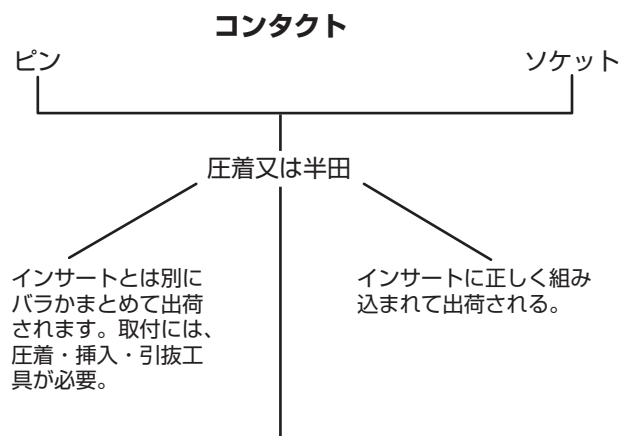 コンタクト
ピン
ソケット
圧着又は半田
インサートとは別に
バラかまとめて出荷
されます。取付には、
圧着・挿入・引抜工
具が必要。
インサートに正しく組み
込まれて出荷される。